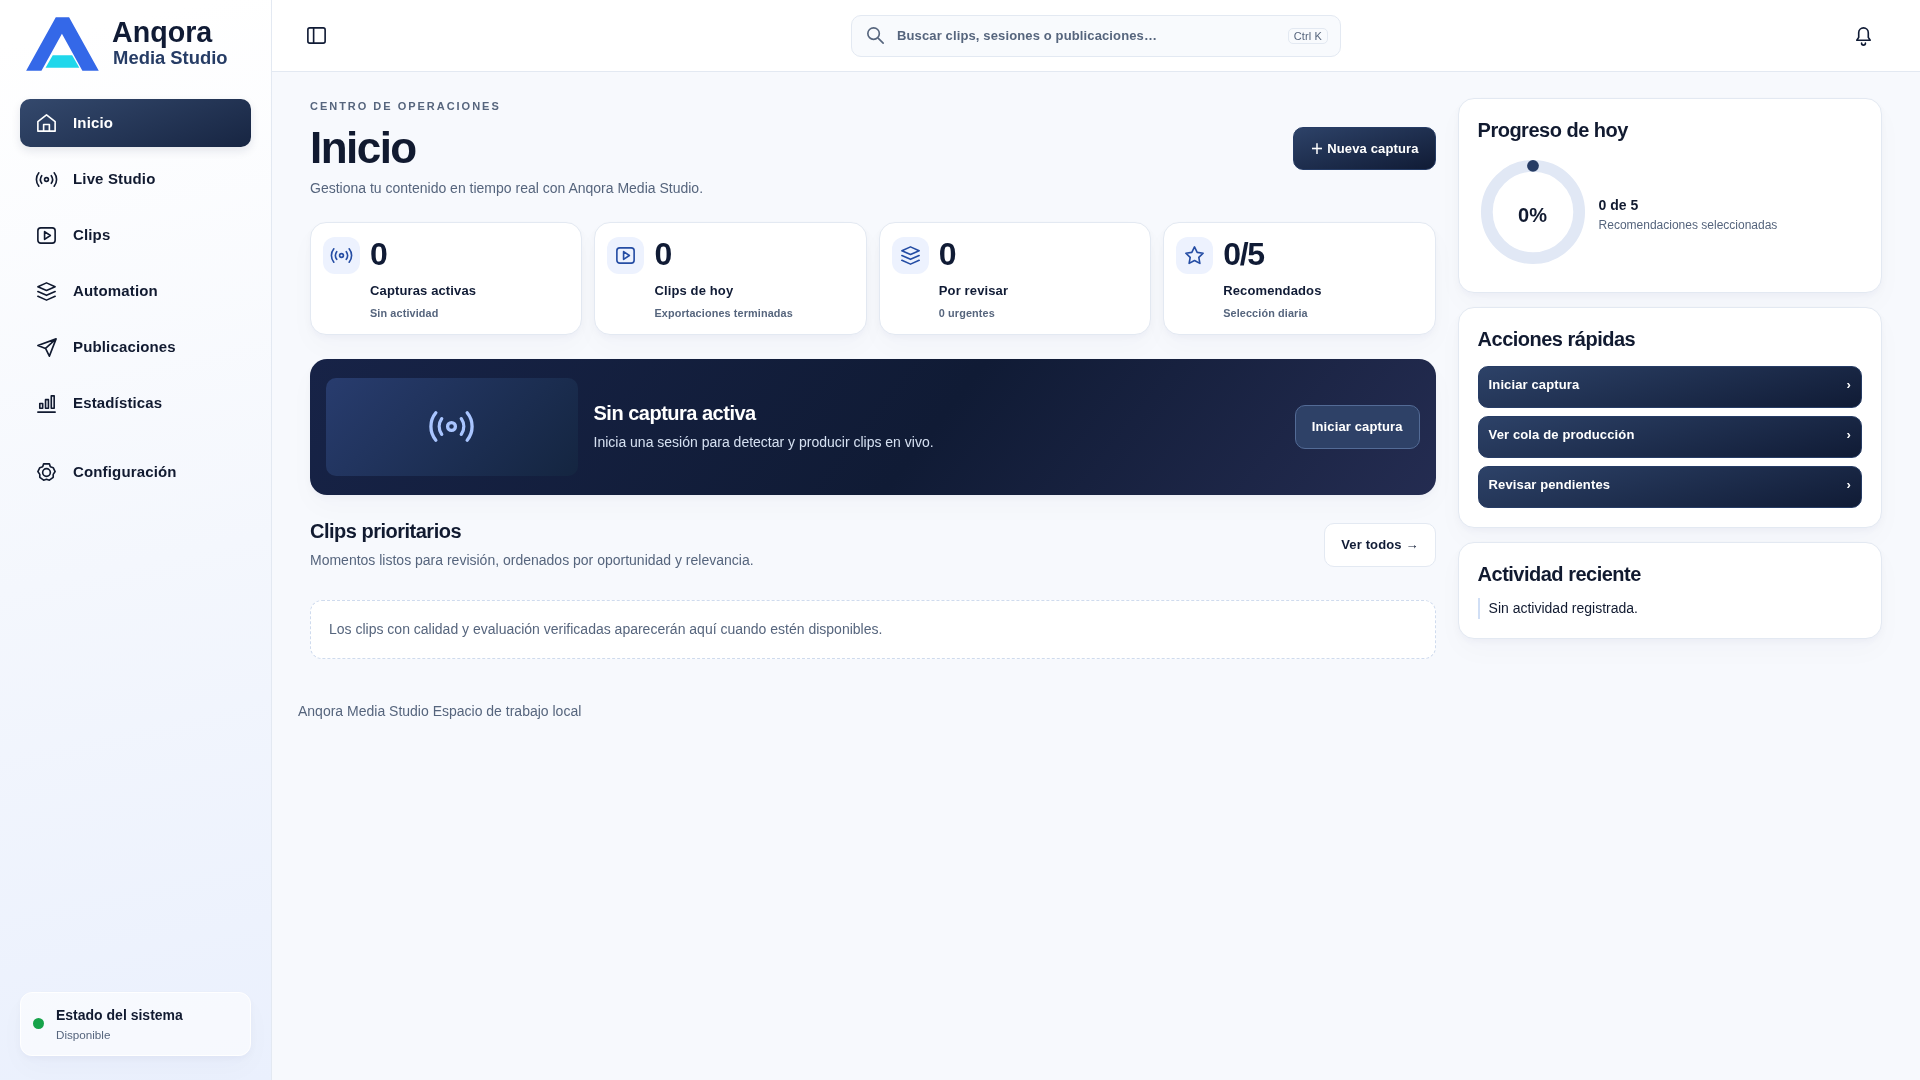 Anqora
Media Studio
Inicio
Live Studio
Clips
Automation
Publicaciones
Estadísticas
Configuración
Estado del sistema
Disponible
Buscar clips, sesiones o publicaciones…
Ctrl K
CENTRO DE OPERACIONES
Inicio
Gestiona tu contenido en tiempo real con Anqora Media Studio.
+ Nueva captura
0
Capturas activas
Sin actividad
0
Clips de hoy
Exportaciones terminadas
0
Por revisar
0 urgentes
0/5
Recomendados
Selección diaria
Sin captura activa
Inicia una sesión para detectar y producir clips en vivo.
Iniciar captura
Clips prioritarios
Momentos listos para revisión, ordenados por oportunidad y relevancia.
Ver todos →
Los clips con calidad y evaluación verificadas aparecerán aquí cuando estén disponibles.
Anqora Media Studio Espacio de trabajo local
Progreso de hoy
0%
0 de 5
Recomendaciones seleccionadas
Acciones rápidas
Iniciar captura ›
Ver cola de producción ›
Revisar pendientes ›
Actividad reciente
Sin actividad registrada.